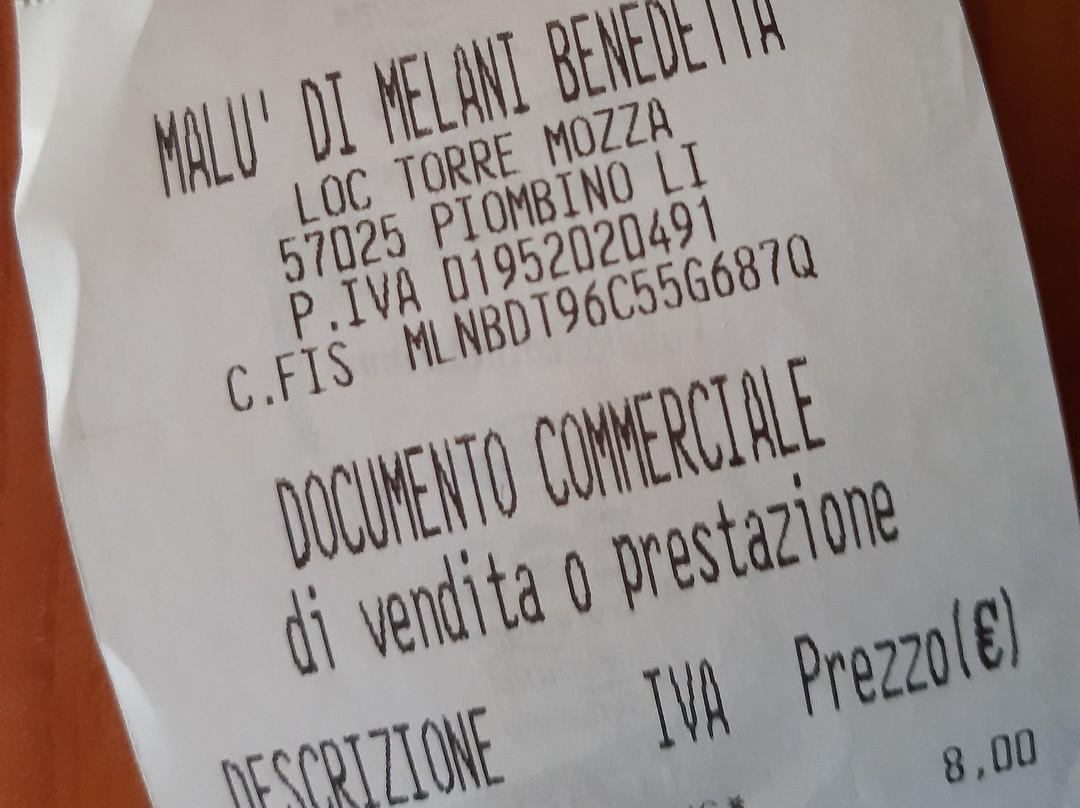 MALU' DI MELANI BENEDETTA
LOC TORRE MOZZA
57025 PIOMBINO LI
P.IVA 01952020491
C.FIS MLNBDT96C55G687Q
DOCUMENTO COMMERCIALE
di vendita o prestazione
DESCRIZIONE IVA Prezzo(€)
8,00